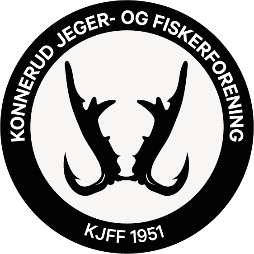 KONNERUD JEGER- OG FISKERFORENING
KJFF 1951